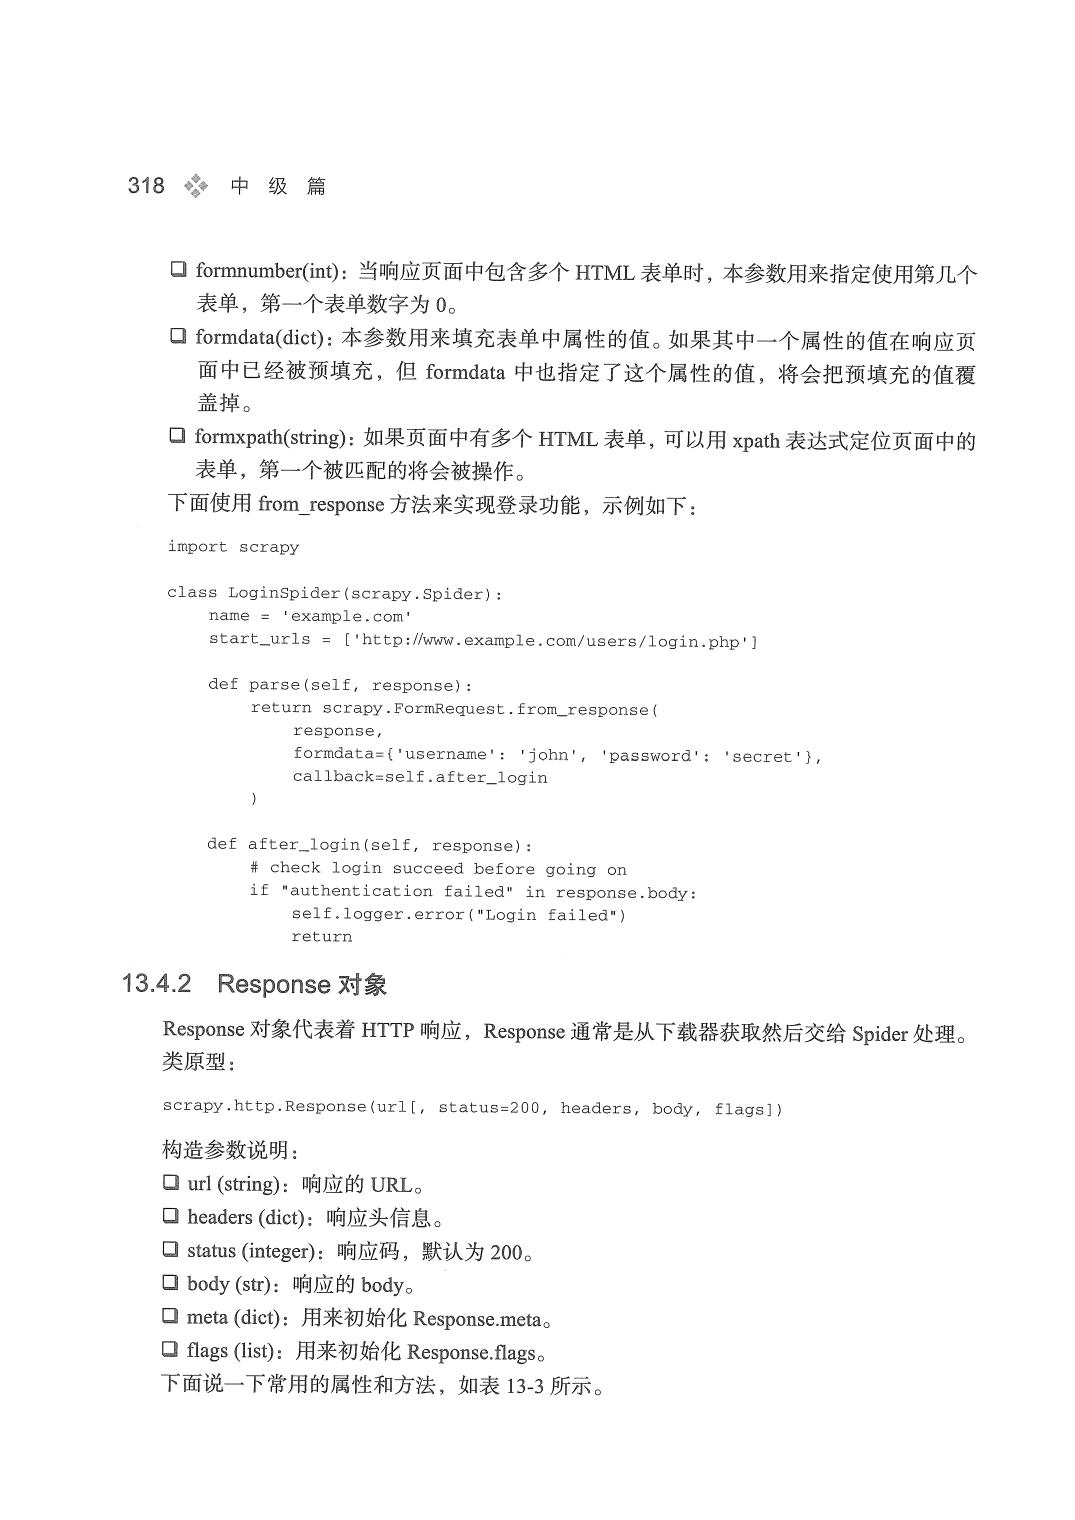 318 中 级 篇
❏ formnumber(int)：当响应页面中包含多个 HTML 表单时，本参数用来指定使用第几个
表单，第一个表单数字为 0。
❏ formdata(dict)：本参数用来填充表单中属性的值。如果其中一个属性的值在响应页
面中已经被预填充，但 formdata 中也指定了这个属性的值，将会把预填充的值覆
盖掉。
❏ formxpath(string)：如果页面中有多个 HTML 表单，可以用 xpath 表达式定位页面中的
表单，第一个被匹配的将会被操作。
下面使用 from_response 方法来实现登录功能，示例如下：
import scrapy
class LoginSpider(scrapy.Spider):
    name = 'example.com'
    start_urls = ['http://www.example.com/users/login.php']
    def parse(self, response):
        return scrapy.FormRequest.from_response(
            response,
            formdata={'username': 'john', 'password': 'secret'},
            callback=self.after_login
        )
    def after_login(self, response):
        # check login succeed before going on
        if "authentication failed" in response.body:
            self.logger.error("Login failed")
            return
13.4.2 Response 对象
Response 对象代表着 HTTP 响应，Response 通常是从下载器获取然后交给 Spider 处理。
类原型：
scrapy.http.Response(url[, status=200, headers, body, flags])
构造参数说明：
❏ url (string)：响应的 URL。
❏ headers (dict)：响应头信息。
❏ status (integer)：响应码，默认为 200。
❏ body (str)：响应的 body。
❏ meta (dict)：用来初始化 Response.meta。
❏ flags (list)：用来初始化 Response.flags。
下面说一下常用的属性和方法，如表 13-3 所示。